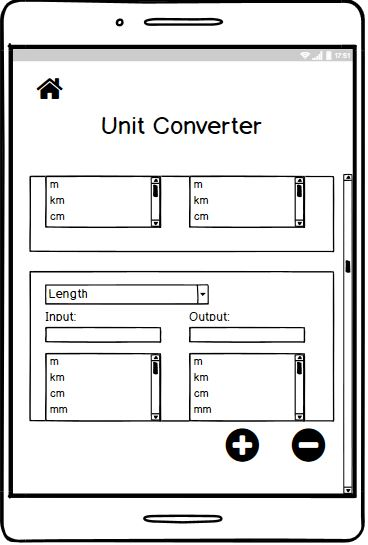 17:51
Unit Converter
m m
km km
cm cm
Length
Input: Output:
m m
km km
cm cm
mm mm